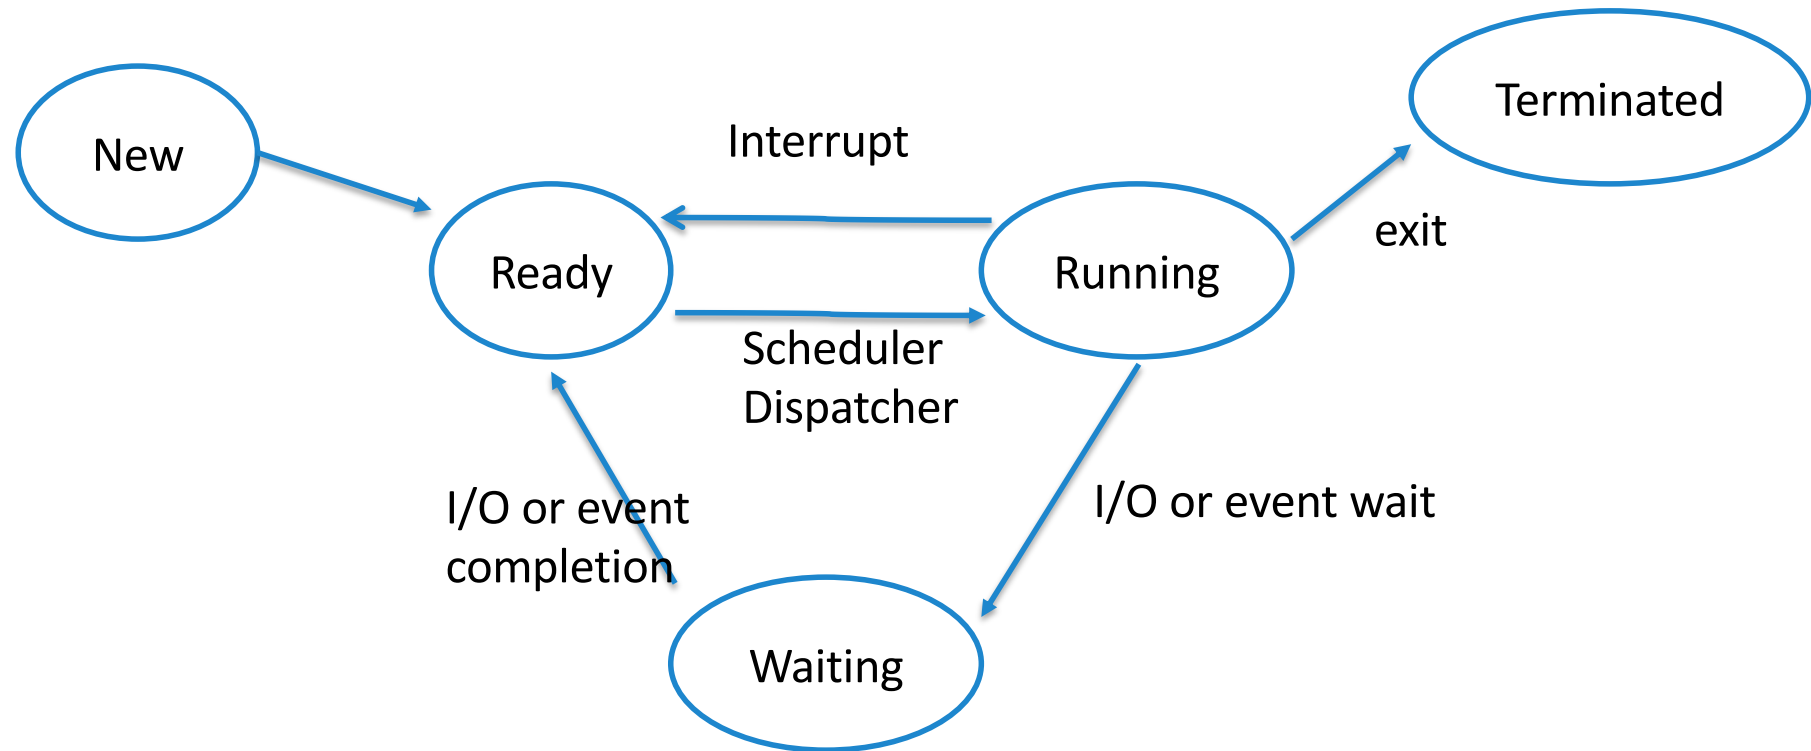 New
Interrupt
Terminated
Ready
Running
exit
Scheduler
Dispatcher
I/O or event
completion
I/O or event wait
Waiting